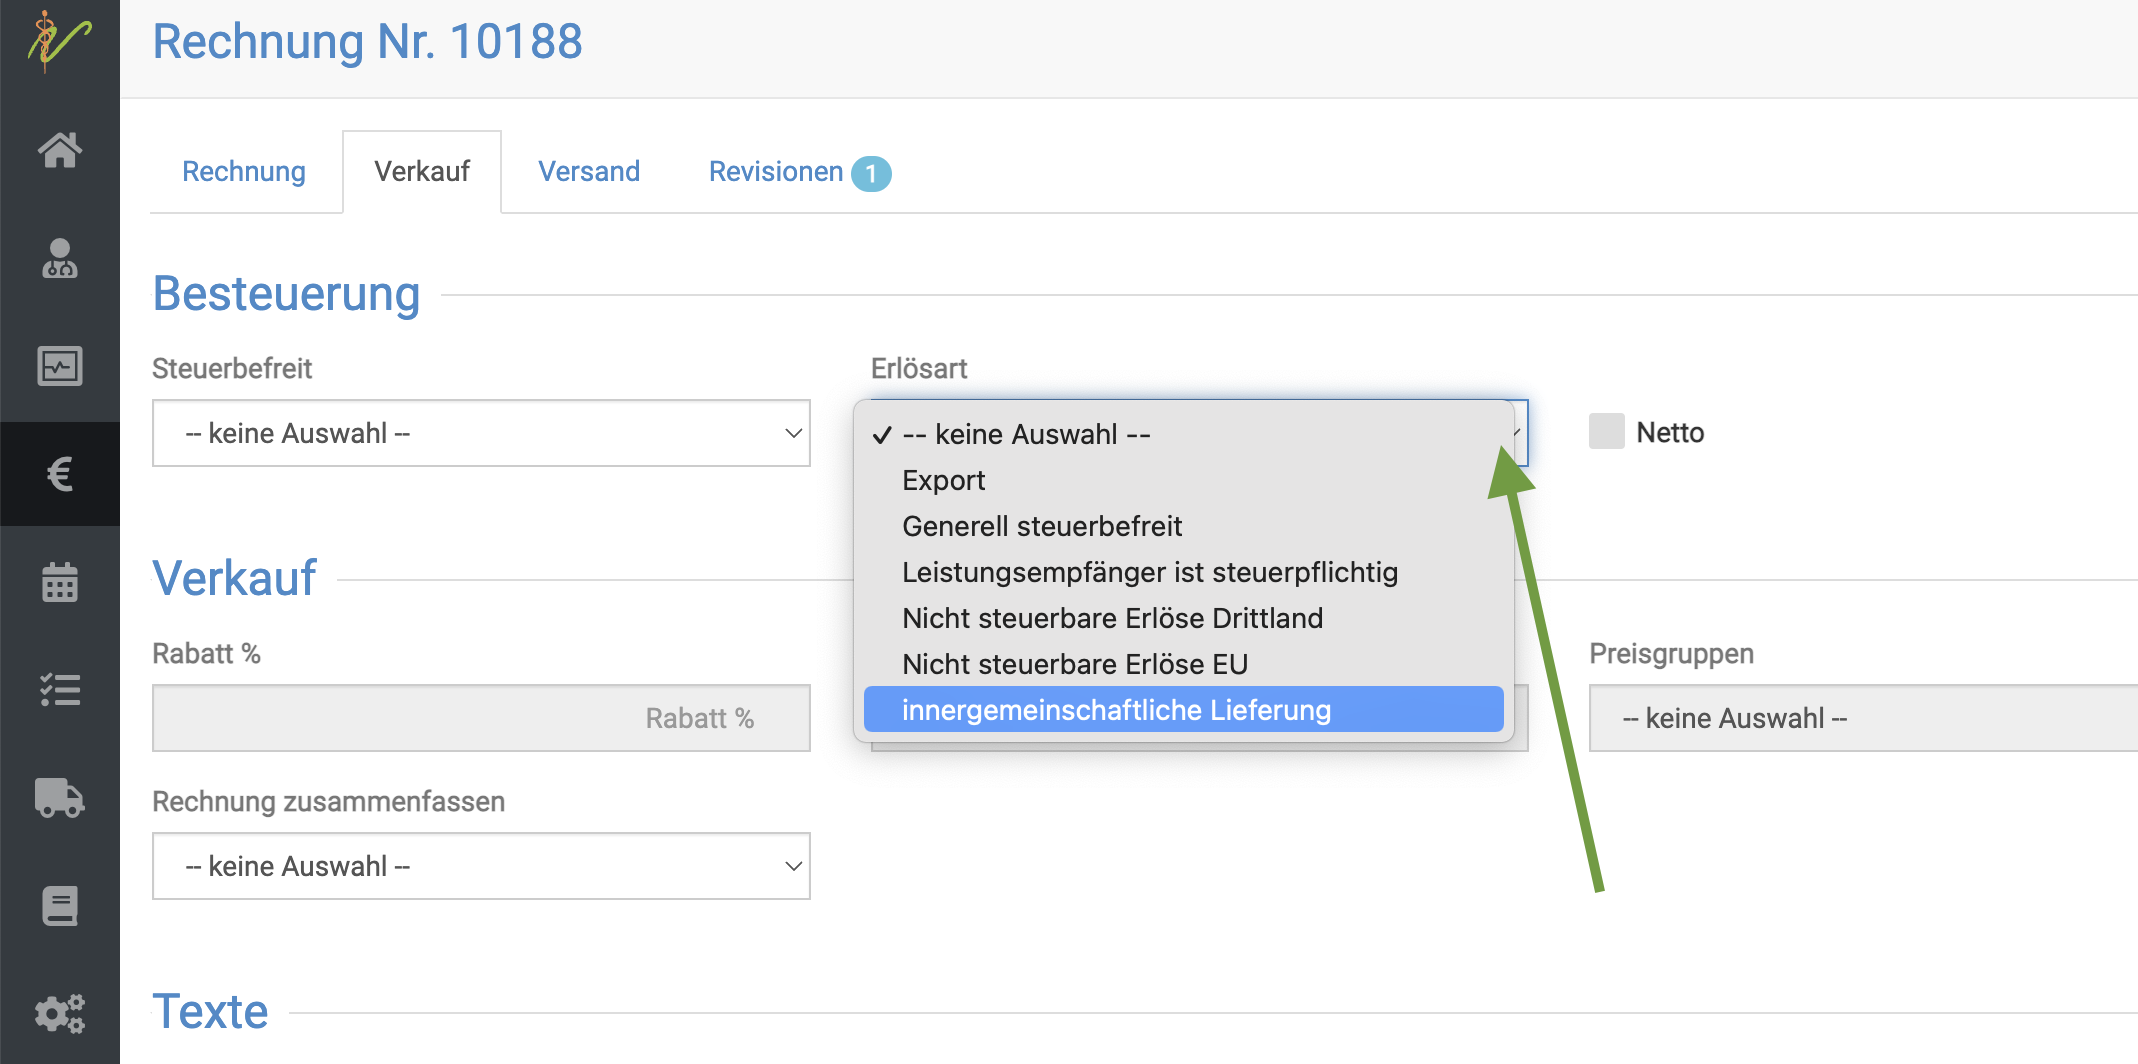 Rechnung Nr. 10188
Rechnung
Verkauf
Versand
Revisionen 1
Besteuerung
Steuerbefreit
-- keine Auswahl --
Erlösart
✓ -- keine Auswahl --
Export
Generell steuerbefreit
Leistungsempfänger ist steuerpflichtig
Nicht steuerbare Erlöse Drittland
Nicht steuerbare Erlöse EU
innergemeinschaftliche Lieferung
Netto
Verkauf
Rabatt %
Rabatt %
Preisgruppen
-- keine Auswahl --
Rechnung zusammenfassen
-- keine Auswahl --
Texte